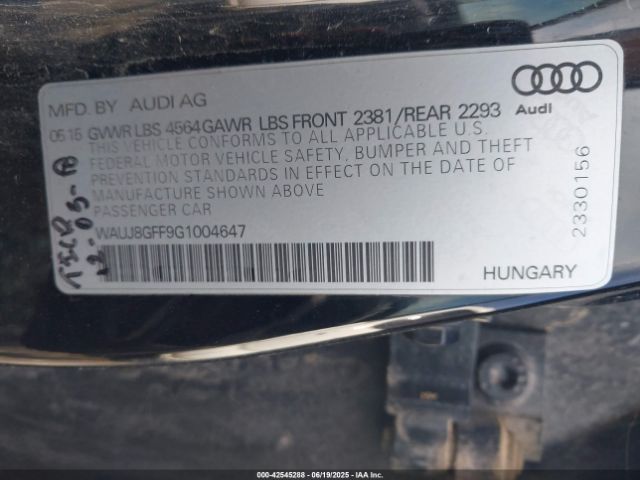 MFD. BY AUDI AG
05 15 GVWR LBS 4564 GAWR LBS FRONT 2381/REAR 2293
THIS VEHICLE CONFORMS TO ALL APPLICABLE U.S.
FEDERAL MOTOR VEHICLE SAFETY, BUMPER AND THEFT
PREVENTION STANDARDS IN EFFECT ON THE DATE OF
MANUFACTURE SHOWN ABOVE
PASSENGER CAR
WAUJ8GFF9G1004647
Audi
2330156
HUNGARY
000-42545288 - 06/19/2025 - IAA Inc.